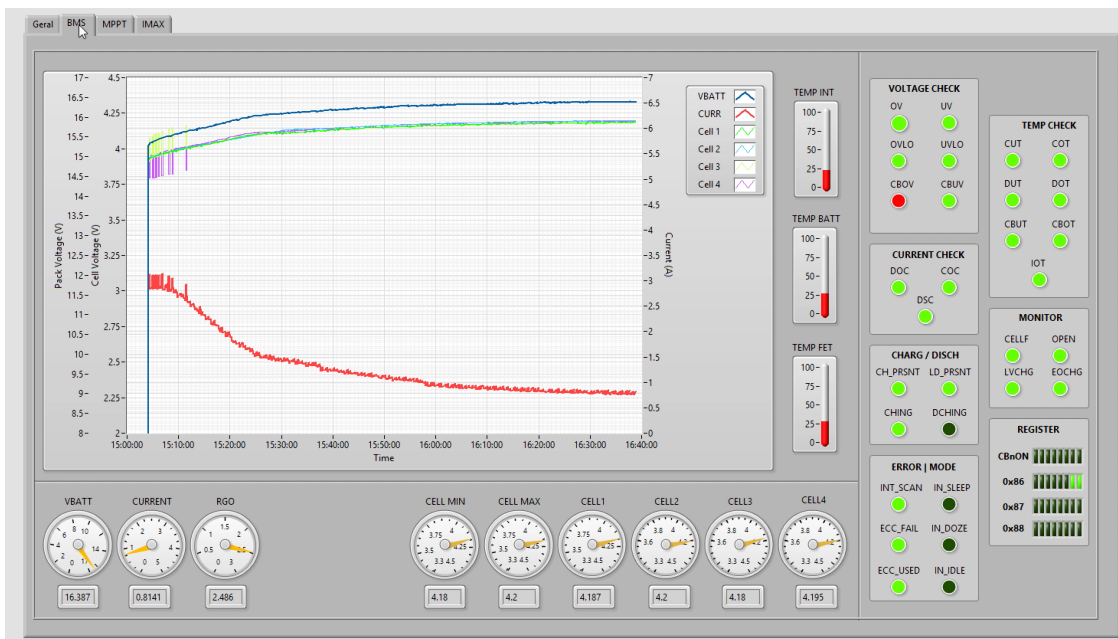 Geral BMS MPPT IMAX
17- 4.5- -7
16.5-
16- 4.25- -6.5
15.5- -6
15- 4- -5.5
14.5- -5
14- 3.75- -4.5
13.5- 3.5- -4
13-
12.5- 3.25- -3.5
12- 3- -3
11.5- -2.5
11- 2.75- -2
10.5-
10- 2.5- -1.5
9.5- -1
9- 2.25- -0.5
8.5-
8- 2- -0
Pack Voltage (V)
Cell Voltage (V)
Current (A)
15:00:00 15:10:00 15:20:00 15:30:00 15:40:00 15:50:00 16:00:00 16:10:00 16:20:00 16:30:00 16:40:00
Time
VBATT
CURR
Cell 1
Cell 2
Cell 3
Cell 4
TEMP INT
100-
75-
50-
25-
0-
TEMP BATT
100-
75-
50-
25-
0-
TEMP FET
100-
75-
50-
25-
0-
VOLTAGE CHECK
OV UV
OVLO UVLO
CBOV CBUV
CURRENT CHECK
DOC COC
DSC
CHARG / DISCH
CH_PRSNT LD_PRSNT
CHING DCHING
ERROR | MODE
INT_SCAN IN_SLEEP
ECC_FAIL IN_DOZE
ECC_USED IN_IDLE
TEMP CHECK
CUT COT
DUT DOT
CBUT CBOT
IOT
MONITOR
CELLF OPEN
LVCHG EOCHG
REGISTER
CBnON
0x86
0x87
0x88
VBATT CURRENT RGO CELL MIN CELL MAX CELL1 CELL2 CELL3 CELL4
16.387 0.8141 2.486 4.18 4.2 4.187 4.2 4.18 4.195